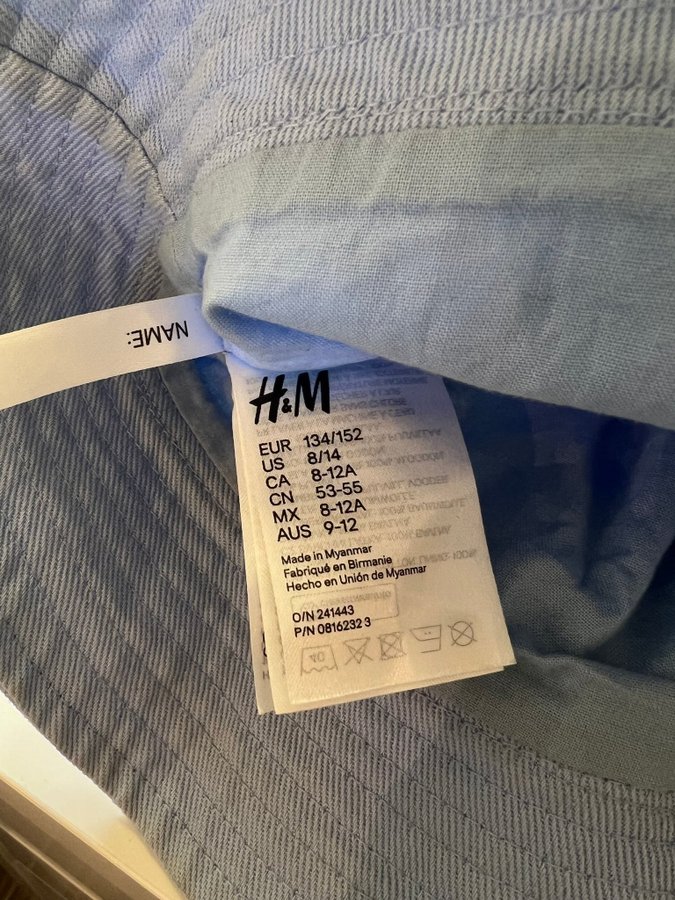 NAME:
H&M
EUR 134/152
US 8/14
CA 8-12A
CN 53-55
MX 8-12A
AUS 9-12
Made in Myanmar
Fabriqué en Birmanie
Hecho en Unión de Myanmar
O/N 241443
P/N 0816232 3
40